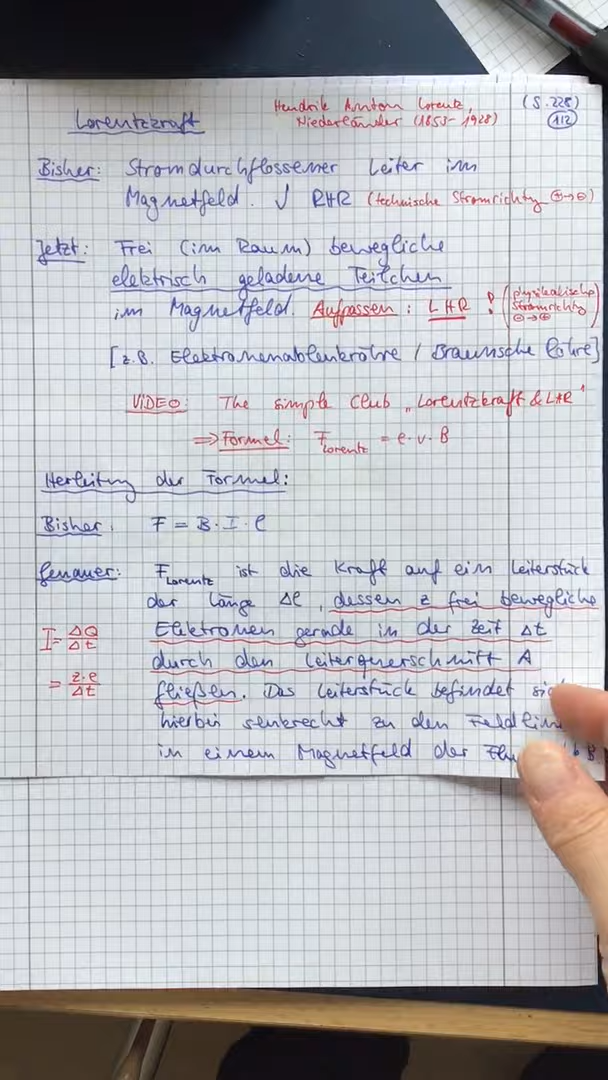 Lorentzkraft
Hendrik Anton Lorentz,
Niederländer (1853-1928)
(S. 228)
112
Bisher: Stromdurchflossener Leiter im
Magnetfeld. √ RHR (technische Stromrichtg ⊕→⊖)
Jetzt: Frei (im Raum) bewegliche
elektrisch geladene Teilchen
im Magnetfeld. Aufpassen: LHR! (physikalische
Stromrichtg
⊖→⊕)
[z.B. Elektronenablenkröhre / Braunsche Röhre]
VIDEO: The simple Club „Lorentzkraft & LHR"
⇒ Formel: F_Lorentz = e·v·B
Herleitung der Formel:
Bisher: F = B·I·ℓ
Genauer: F_Lorentz ist die Kraft auf ein Leiterstück
der Länge Δℓ, dessen z frei bewegliche
I = ΔQ/Δt Elektronen gerade in der Zeit Δt
durch den Leiterquerschnitt A
= z·e/Δt fließen. Das Leiterstück befindet
hierbei senkrecht zu den
in einem Magnetfeld der B